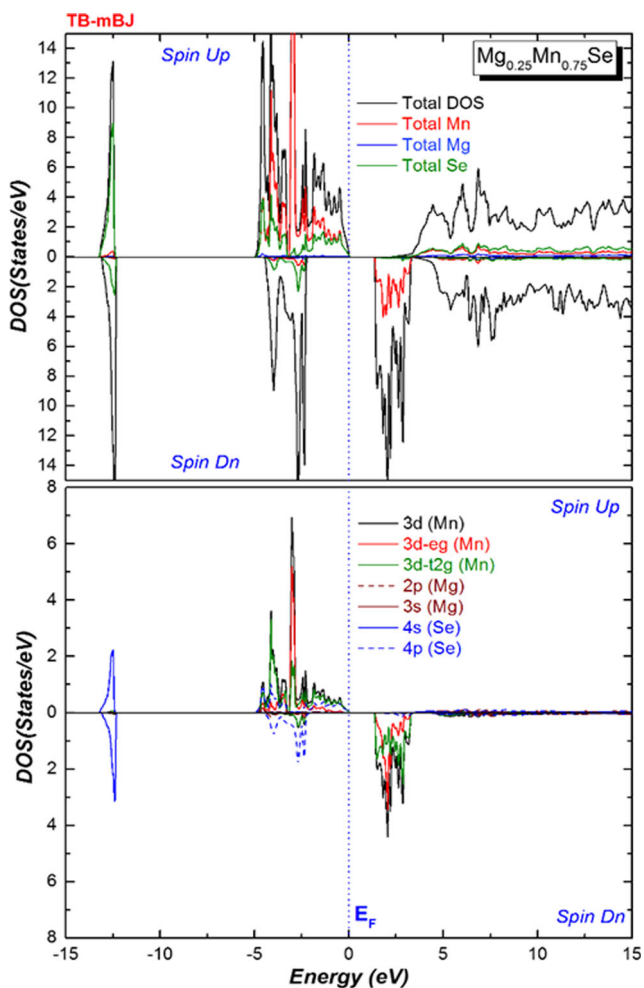 TB-mBJ
Spin Up
Mg0.25Mn0.75Se
Total DOS
Total Mn
Total Mg
Total Se
DOS(States/eV)
14
12
10
8
6
4
2
0
2
4
6
8
10
12
14
Spin Dn
8
6
4
2
0
2
4
6
8
DOS(States/eV)
Spin Up
3d (Mn)
3d-eg (Mn)
3d-t2g (Mn)
2p (Mg)
3s (Mg)
4s (Se)
4p (Se)
EF
Spin Dn
-15 -10 -5 0 5 10 15
Energy (eV)